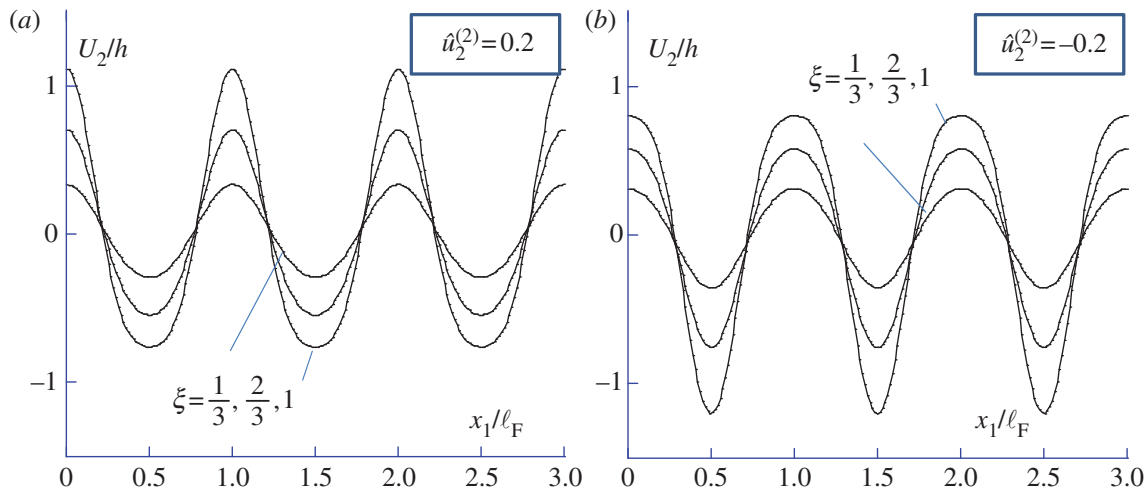 (a)
U₂/h
û₂⁽²⁾=0.2
1
0
−1
ξ=1/3, 2/3, 1
x₁/ℓ_F
0 0.5 1.0 1.5 2.0 2.5 3.0
(b)
U₂/h
û₂⁽²⁾=−0.2
ξ=1/3, 2/3, 1
1
0
−1
x₁/ℓ_F
0 0.5 1.0 1.5 2.0 2.5 3.0